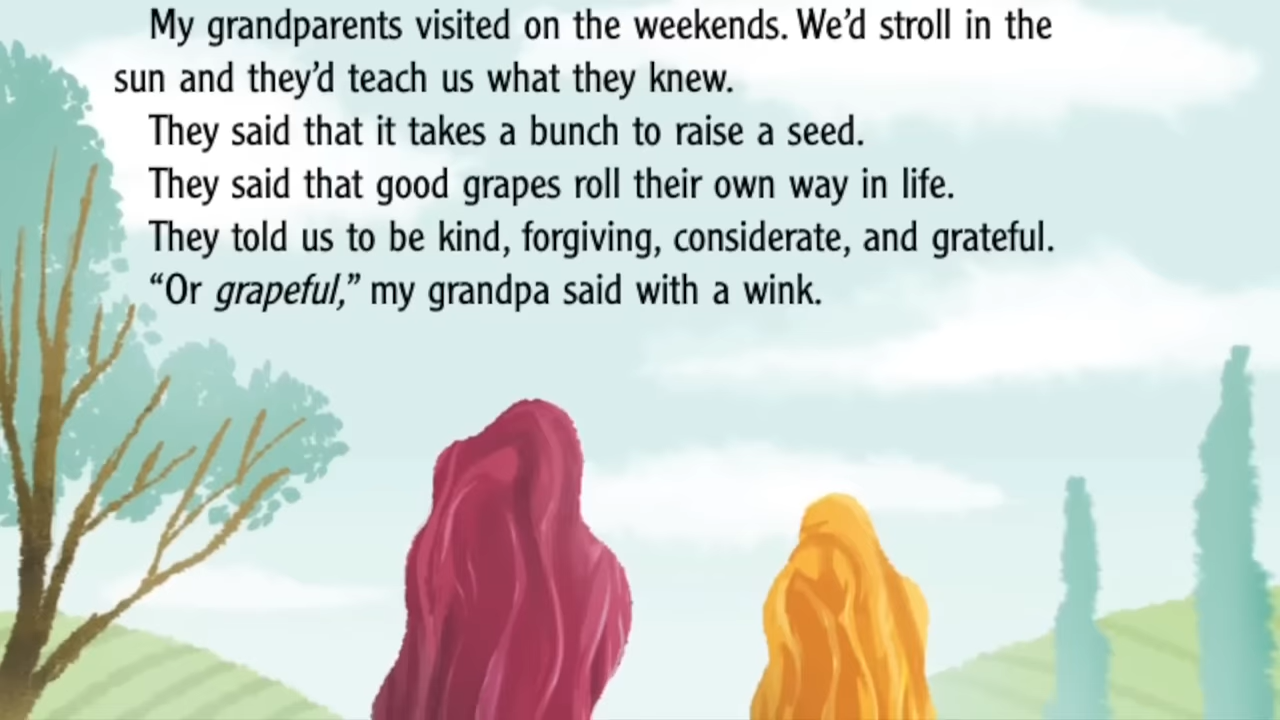 My grandparents visited on the weekends. We’d stroll in the
sun and they’d teach us what they knew.
They said that it takes a bunch to raise a seed.
They said that good grapes roll their own way in life.
They told us to be kind, forgiving, considerate, and grateful.
“Or grapeful,” my grandpa said with a wink.